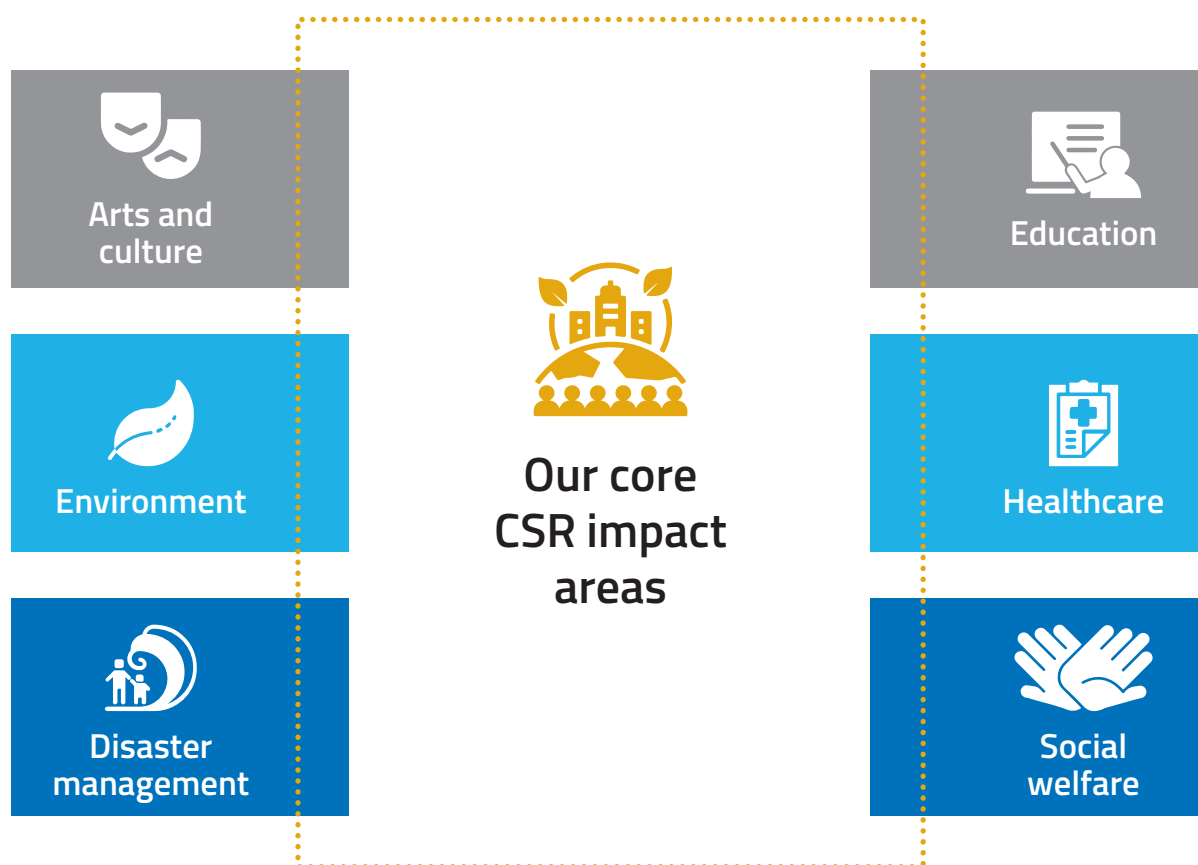 Arts and
culture
Environment
Disaster
management
Our core
CSR impact
areas
Education
Healthcare
Social
welfare